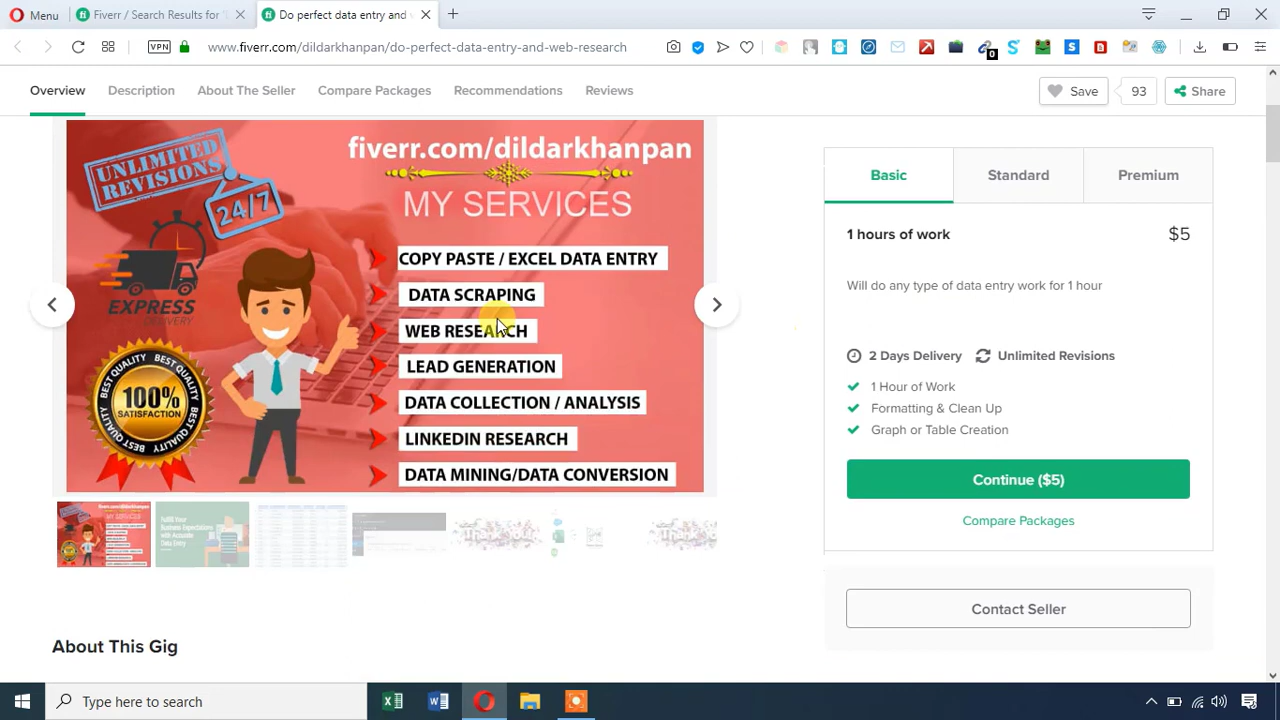 Menu
Fiverr / Search Results for '
Do perfect data entry and
VPN
www.fiverr.com/dildarkhanpan/do-perfect-data-entry-and-web-research
0
Overview
Description
About The Seller
Compare Packages
Recommendations
Reviews
Save
93
Share
UNLIMITED
REVISIONS
24/7
EXPRESS
DELIVERY
BEST QUALITY
100%
SATISFACTION
fiverr.com/dildarkhanpan
MY SERVICES
COPY PASTE / EXCEL DATA ENTRY
DATA SCRAPING
WEB RESEARCH
LEAD GENERATION
DATA COLLECTION / ANALYSIS
LINKEDIN RESEARCH
DATA MINING/DATA CONVERSION
Basic
Standard
Premium
1 hours of work
$5
Will do any type of data entry work for 1 hour
2 Days Delivery
Unlimited Revisions
1 Hour of Work
Formatting & Clean Up
Graph or Table Creation
Continue ($5)
Compare Packages
Contact Seller
About This Gig
Type here to search